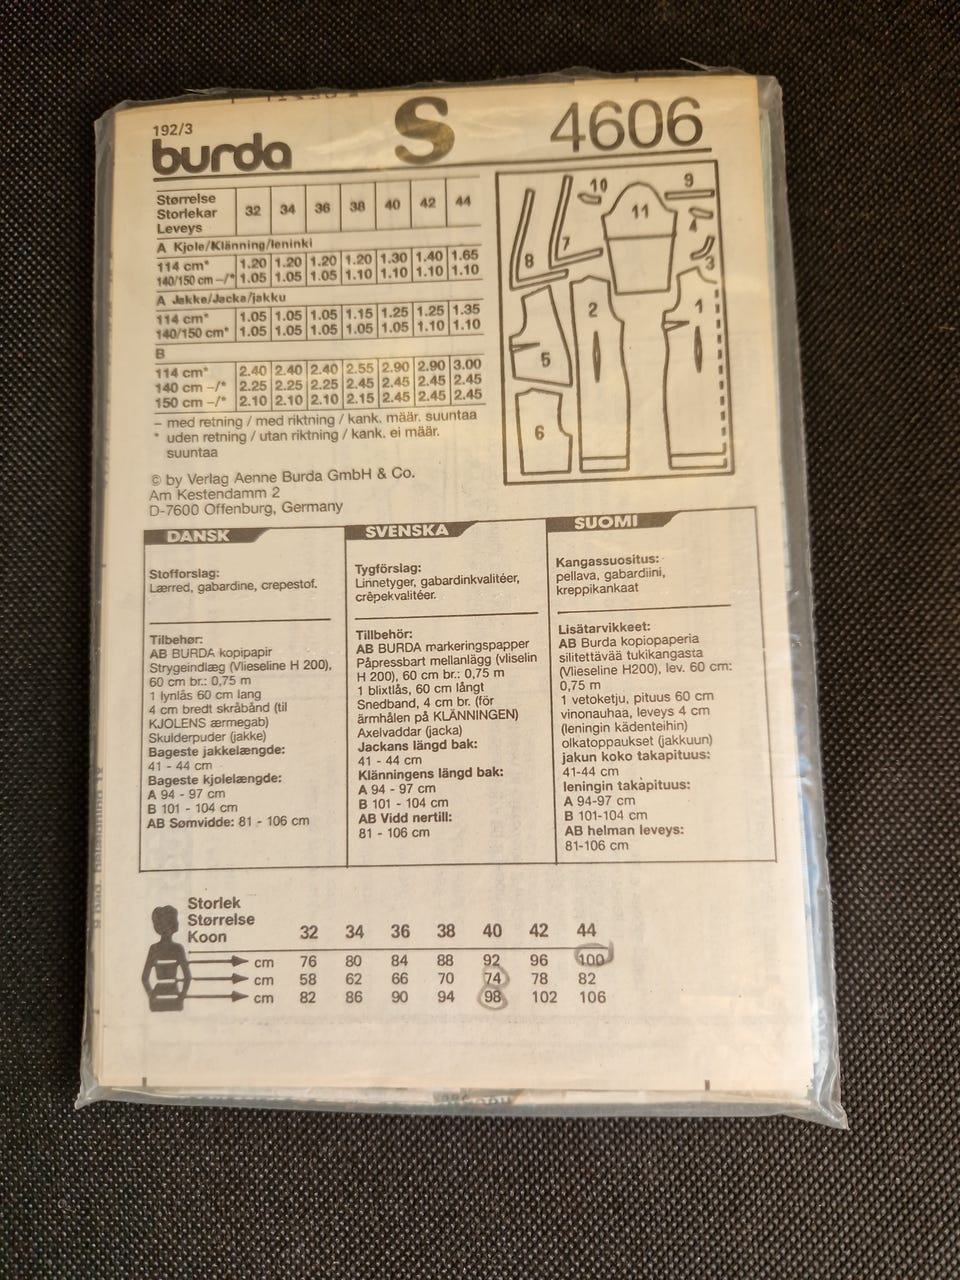 192/3
burda
S
4606
Størrelse
Storlekar
Leveys
32 34 36 38 40 42 44
A Kjole/Klänning/leninki
114 cm* 1.20 1.20 1.20 1.20 1.30 1.40 1.65
140/150 cm –/* 1.05 1.05 1.05 1.10 1.10 1.10 1.10
A Jakke/Jacka/jakku
114 cm* 1.05 1.05 1.05 1.15 1.25 1.25 1.35
140/150 cm* 1.05 1.05 1.05 1.05 1.05 1.10 1.10
B
114 cm* 2.40 2.40 2.40 2.55 2.90 2.90 3.00
140 cm –/* 2.25 2.25 2.25 2.45 2.45 2.45 2.45
150 cm –/* 2.10 2.10 2.10 2.15 2.45 2.45 2.45
– med retning / med riktning / kank. määr. suuntaa
* uden retning / utan riktning / kank. ei määr.
suuntaa
© by Verlag Aenne Burda GmbH & Co.
Am Kestendamm 2
D-7600 Offenburg, Germany
10
9
11
4
8
7
3
2
1
5
6
DANSK
Stofforslag:
Lærred, gabardine, crepestof.
Tilbehør:
AB BURDA kopipapir
Strygeindlæg (Vlieseline H 200),
60 cm br.: 0,75 m
1 lynlås 60 cm lang
4 cm bredt skråbånd (til
KJOLENS ærmegab)
Skulderpuder (jakke)
Bageste jakkelængde:
41 - 44 cm
Bageste kjolelængde:
A 94 - 97 cm
B 101 - 104 cm
AB Sømvidde: 81 - 106 cm
SVENSKA
Tygförslag:
Linnetyger, gabardinkvalitéer,
crêpekvalitéer.
Tillbehör:
AB BURDA markeringspapper
Påpressbart mellanlägg (vliselin
H 200), 60 cm br.: 0,75 m
1 blixtlås, 60 cm långt
Snedband, 4 cm br. (för
ärmhålen på KLÄNNINGEN)
Axelvaddar (jacka)
Jackans längd bak:
41 - 44 cm
Klänningens längd bak:
A 94 - 97 cm
B 101 - 104 cm
AB Vidd nertill:
81 - 106 cm
SUOMI
Kangassuositus:
pellava, gabardiini,
kreppikankaat
Lisätarvikkeet:
AB Burda kopiopaperia
silitettävää tukikangasta
(Vlieseline H200), lev. 60 cm:
0,75 m
1 vetoketju, pituus 60 cm
vinonauhaa, leveys 4 cm
(leningin kädenteihin)
olkatoppaukset (jakkuun)
jakun koko takapituus:
41-44 cm
leningin takapituus:
A 94-97 cm
B 101-104 cm
AB helman leveys:
81-106 cm
Storlek
Størrelse
Koon
32 34 36 38 40 42 44
cm 76 80 84 88 92 96 100
cm 58 62 66 70 74 78 82
cm 82 86 90 94 98 102 106